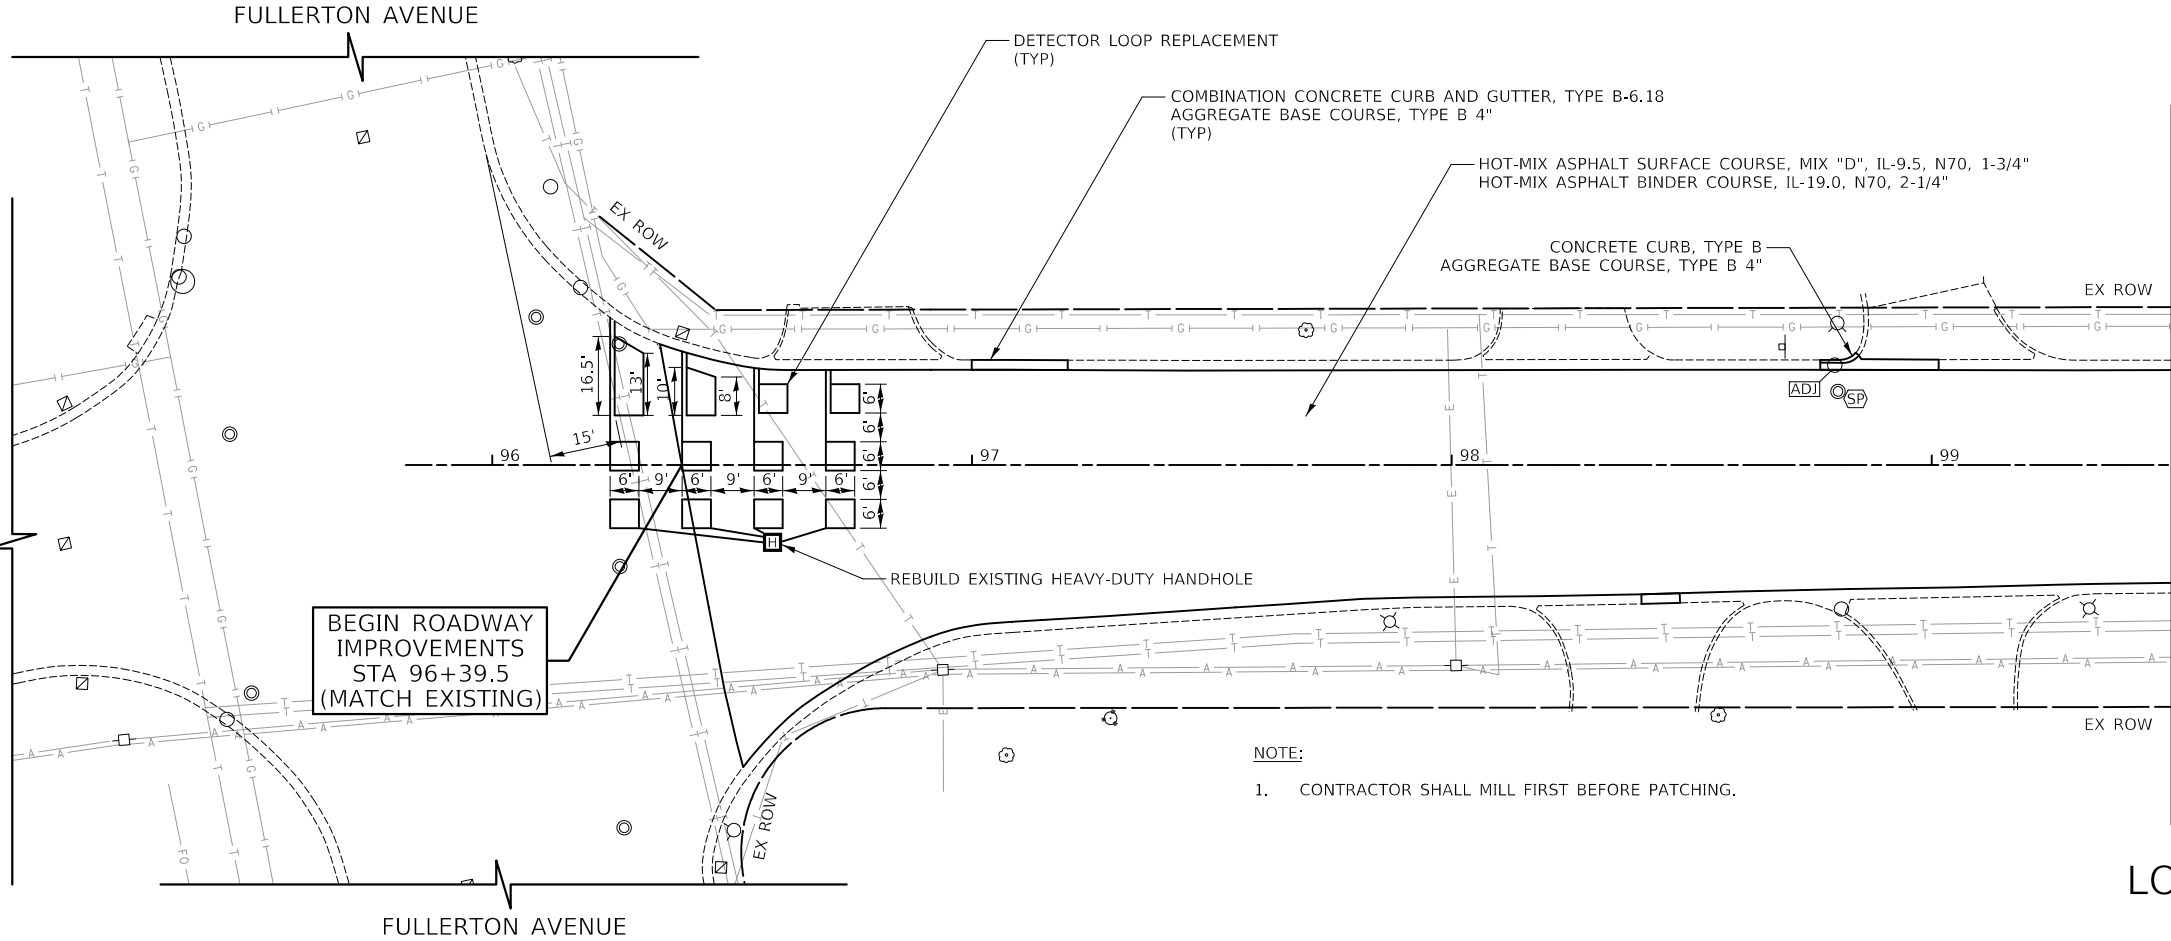 FULLERTON AVENUE
DETECTOR LOOP REPLACEMENT
(TYP)
COMBINATION CONCRETE CURB AND GUTTER, TYPE B-6.18
AGGREGATE BASE COURSE, TYPE B 4"
(TYP)
HOT-MIX ASPHALT SURFACE COURSE, MIX "D", IL-9.5, N70, 1-3/4"
HOT-MIX ASPHALT BINDER COURSE, IL-19.0, N70, 2-1/4"
CONCRETE CURB, TYPE B
AGGREGATE BASE COURSE, TYPE B 4"
EX ROW
EX ROW
16.5'
13'
10'
8'
6'
6'
6'
6'
6'
ADJ
SP
15'
96
97
98
99
6'
9'
6'
9'
6'
9'
6'
H
REBUILD EXISTING HEAVY-DUTY HANDHOLE
BEGIN ROADWAY
IMPROVEMENTS
STA 96+39.5
(MATCH EXISTING)
EX ROW
EX ROW
NOTE:
1. CONTRACTOR SHALL MILL FIRST BEFORE PATCHING.
FO
LO
FULLERTON AVENUE